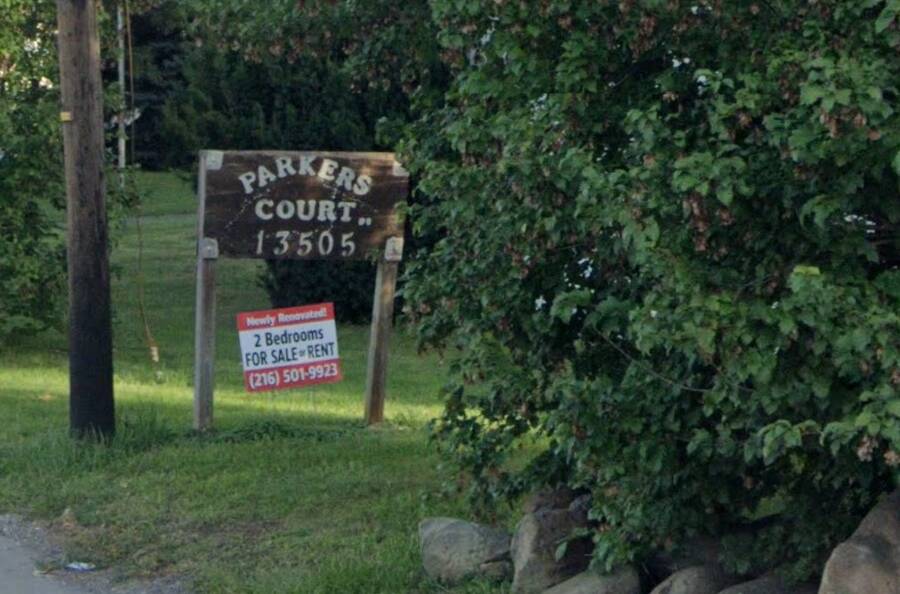 PARKERS
COURT
13505
Newly Renovated!
2 Bedrooms
FOR SALE or RENT
(216) 501-9923